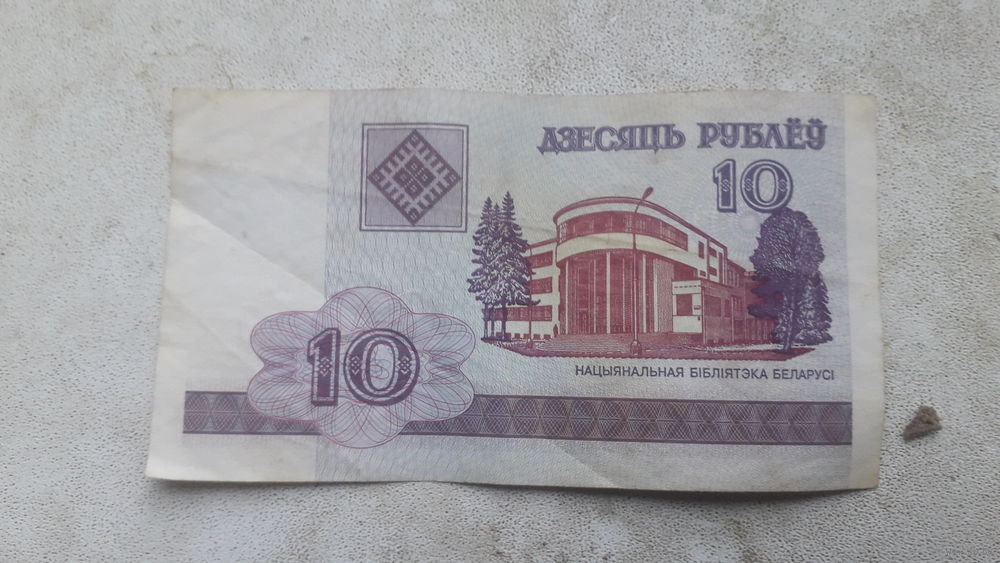 ДЗЕСЯЦЬ РУБЛЁЎ
10
НАЦЫЯНАЛЬНАЯ БІБЛІЯТЭКА БЕЛАРУСІ
10